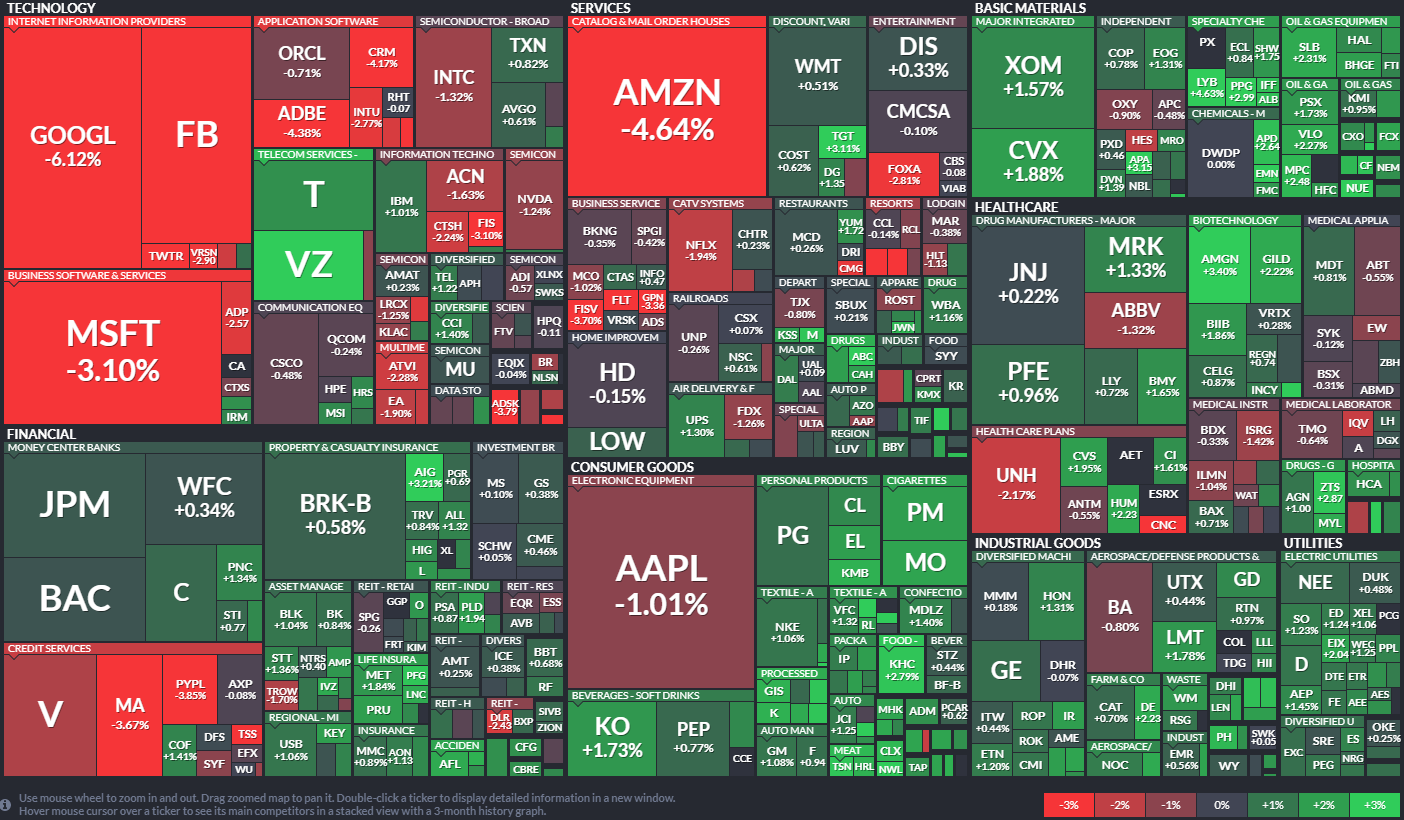 TECHNOLOGY
INTERNET INFORMATION PROVIDERS
GOOGL
-6.12%
FB
TWTR
VRSN
-2.90
APPLICATION SOFTWARE
ORCL
-0.71%
CRM
-4.17%
ADBE
-4.38%
INTU
-2.77%
RHT
-0.07
SEMICONDUCTOR - BROAD
INTC
-1.32%
TXN
+0.82%
AVGO
+0.61%
TELECOM SERVICES -
T
VZ
INFORMATION TECHNO
IBM
+1.01%
ACN
-1.63%
CTSH
-2.24%
FIS
-3.10%
SEMICON
NVDA
-1.24%
BUSINESS SOFTWARE & SERVICES
MSFT
-3.10%
ADP
-2.57
CA
CTXS
IRM
COMMUNICATION EQ
CSCO
-0.48%
QCOM
-0.24%
HPE
HRS
MSI
SEMICON
AMAT
+0.23%
LRCX
-1.25%
KLAC
DIVERSIFIED
TEL
+1.22
APH
SEMICON
ADI
-0.57
XLNX
SWKS
DIVERSIFIE
CCI
+1.40%
SCIEN
FTV
HPQ
-0.11
MULTIME
ATVI
-2.28%
EA
-1.90%
SEMICON
MU
EQIX
-0.04%
BR
NLSN
DATA STO
ADSK
-3.79
SERVICES
CATALOG & MAIL ORDER HOUSES
AMZN
-4.64%
DISCOUNT, VARI
WMT
+0.51%
COST
+0.62%
TGT
+3.11%
DG
+1.35
ENTERTAINMENT
DIS
+0.33%
CMCSA
-0.10%
FOXA
-2.81%
CBS
-0.08
VIAB
BUSINESS SERVICE
BKNG
-0.35%
SPGI
-0.42%
MCO
-1.02%
CTAS
INFO
+0.47
FISV
-3.70%
FLT
GPN
-3.36
VRSK
ADS
CATV SYSTEMS
NFLX
-1.94%
CHTR
+0.23%
RESTAURANTS
MCD
+0.26%
YUM
+1.72
DRI
CMG
RESORTS
CCL
-0.14%
RCL
LODGIN
MAR
-0.38%
HLT
-1.13
RAILROADS
UNP
-0.26%
CSX
+0.07%
NSC
+0.61%
DEPART
TJX
-0.80%
KSS
M
SPECIAL
SBUX
+0.21%
APPARE
ROST
JWN
DRUG
WBA
+1.16%
HOME IMPROVEM
HD
-0.15%
LOW
MAJOR
DAL
UAL
+0.09
AAL
DRUGS
ABC
CAH
INDUST
FOOD
SYY
CPRT
KMX
KR
AIR DELIVERY & F
UPS
+1.30%
FDX
-1.26%
SPECIAL
ULTA
AUTO P
AZO
AAP
REGION
LUV
TIF
BBY
BASIC MATERIALS
MAJOR INTEGRATED
XOM
+1.57%
CVX
+1.88%
INDEPENDENT
COP
+0.78%
EOG
+1.31%
OXY
-0.90%
APC
-0.48%
PXD
+0.46
HES
MRO
APA
+3.15
DVN
+1.39
NBL
SPECIALTY CHE
PX
ECL
+0.84
SHW
+1.75
LYB
+4.63%
PPG
+2.99
IFF
ALB
CHEMICALS - M
DWDP
0.00%
APD
+2.64
EMN
FMC
OIL & GAS EQUIPMEN
SLB
+2.31%
HAL
BHGE
FTI
OIL & GA
PSX
+1.73%
VLO
+2.27%
MPC
+2.48
HFC
OIL & GAS
KMI
+0.95%
CXO
FCX
CF
NEM
NUE
HEALTHCARE
DRUG MANUFACTURERS - MAJOR
JNJ
+0.22%
MRK
+1.33%
ABBV
-1.32%
PFE
+0.96%
LLY
+0.72%
BMY
+1.65%
BIOTECHNOLOGY
AMGN
+3.40%
GILD
+2.22%
BIIB
+1.86%
VRTX
+0.28%
REGN
+0.74
CELG
+0.87%
INCY
MEDICAL APPLIA
MDT
+0.81%
ABT
-0.55%
SYK
-0.12%
EW
BSX
-0.31%
ZBH
ABMD
HEALTH CARE PLANS
UNH
-2.17%
CVS
+1.95%
AET
CI
+1.61%
ANTM
-0.55%
HUM
+2.23
ESRX
CNC
MEDICAL INSTR
BDX
-0.33%
ISRG
-1.42%
ILMN
-1.04%
WAT
BAX
+0.71%
MEDICAL LABORATOR
TMO
-0.64%
IQV
LH
A
DGX
DRUGS - G
AGN
+1.00
ZTS
+2.87
MYL
HOSPITA
HCA
FINANCIAL
MONEY CENTER BANKS
JPM
WFC
+0.34%
BAC
C
PNC
+1.34%
STI
+0.77
PROPERTY & CASUALTY INSURANCE
BRK-B
+0.58%
AIG
+3.21%
PGR
+0.69
TRV
+0.84%
ALL
+1.32
HIG
XL
L
INVESTMENT BR
MS
+0.10%
GS
+0.38%
SCHW
+0.05%
CME
+0.46%
CREDIT SERVICES
V
MA
-3.67%
PYPL
-3.85%
AXP
-0.08%
COF
+1.41%
DFS
TSS
SYF
EFX
WU
ASSET MANAGE
BLK
+1.04%
BK
+0.84%
STT
+1.36%
NTRS
+0.40
AMP
TROW
-1.70%
IVZ
REIT - RETAI
SPG
-0.26
GGP
O
FRT
KIM
REIT - INDU
PSA
+0.87
PLD
+1.94
REIT - RES
EQR
ESS
AVB
REIT -
AMT
+0.25%
DIVERS
ICE
+0.38%
BBT
+0.68%
RF
LIFE INSURA
MET
+1.84%
PFG
LNC
PRU
REGIONAL - MI
USB
+1.06%
KEY
INSURANCE
MMC
+0.89%
AON
+1.13
REIT - H
REIT -
DLR
-2.43
BXP
SIVB
ZION
ACCIDEN
AFL
CFG
CBRE
CONSUMER GOODS
ELECTRONIC EQUIPMENT
AAPL
-1.01%
PERSONAL PRODUCTS
PG
CL
EL
KMB
CIGARETTES
PM
MO
TEXTILE - A
NKE
+1.06%
TEXTILE - A
VFC
+1.32
RL
CONFECTIO
MDLZ
+1.40%
PACKA
IP
FOOD -
KHC
+2.79%
BEVER
STZ
+0.44%
BF-B
PROCESSED
GIS
K
BEVERAGES - SOFT DRINKS
KO
+1.73%
PEP
+0.77%
CCE
AUTO
JCI
+1.25
MHK
ADM
PCAR
+0.62
AUTO MAN
GM
+1.08%
F
+0.94
MEAT
TSN
HRL
CLX
NWL
TAP
INDUSTRIAL GOODS
DIVERSIFIED MACHI
MMM
+0.18%
HON
+1.31%
GE
DHR
-0.07%
ITW
+0.44%
ROP
IR
ROK
AME
ETN
+1.20%
CMI
AEROSPACE/DEFENSE PRODUCTS &
BA
-0.80%
UTX
+0.44%
GD
RTN
+0.97%
LMT
+1.78%
COL
LLL
TDG
HII
FARM & CO
CAT
+0.70%
DE
+2.23
WASTE
WM
RSG
DHI
LEN
AEROSPACE/
NOC
INDUST
EMR
+0.56%
PH
SWK
+0.05
WY
UTILITIES
ELECTRIC UTILITIES
NEE
DUK
+0.48%
SO
+1.23%
ED
+1.24
XEL
+1.06
PCG
D
EIX
+2.04
WEC
+1.25
PPL
DTE
ETR
AEP
+1.45%
FE
AEE
AES
DIVERSIFIED U
EXC
SRE
ES
OKE
+0.25%
PEG
NRG
Use mouse wheel to zoom in and out. Drag zoomed map to pan it. Double-click a ticker to display detailed information in a new window.
Hover mouse cursor over a ticker to see its main competitors in a stacked view with a 3-month history graph.
-3% -2% -1% 0% +1% +2% +3%